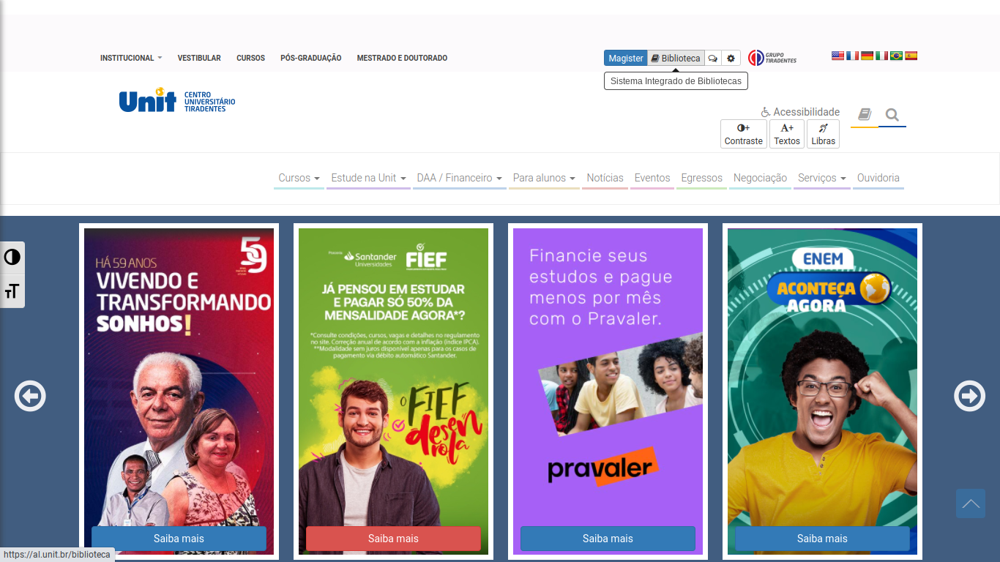 INSTITUCIONAL VESTIBULAR CURSOS PÓS-GRADUAÇÃO MESTRADO E DOUTORADO
Magister Biblioteca
GRUPO
TIRADENTES
Sistema Integrado de Bibliotecas
Unit CENTRO
UNIVERSITÁRIO
TIRADENTES
Acessibilidade
+ A+
Contraste Textos Libras
Cursos Estude na Unit DAA / Financeiro Para alunos Notícias Eventos Egressos Negociação Serviços Ouvidoria
59
HÁ 59 ANOS
VIVENDO E
TRANSFORMANDO
SONHOS!
Saiba mais
Santander
Universidades
FIEF
JÁ PENSOU EM ESTUDAR
E PAGAR SÓ 50% DA
MENSALIDADE AGORA*?
*Consulte condições, cursos, vagas e detalhes no regulamento
no site. Correção anual de acordo com a inflação (índice IPCA).
**Modalidade sem juros disponível apenas para os casos de
pagamento via débito automático Santander.
O FIEF
desen
rola
Saiba mais
Financie seus
estudos e pague
menos por mês
com o Pravaler.
pravaler
Saiba mais
ENEM
ACONTEÇA
AGORA
Saiba mais
https://al.unit.br/biblioteca